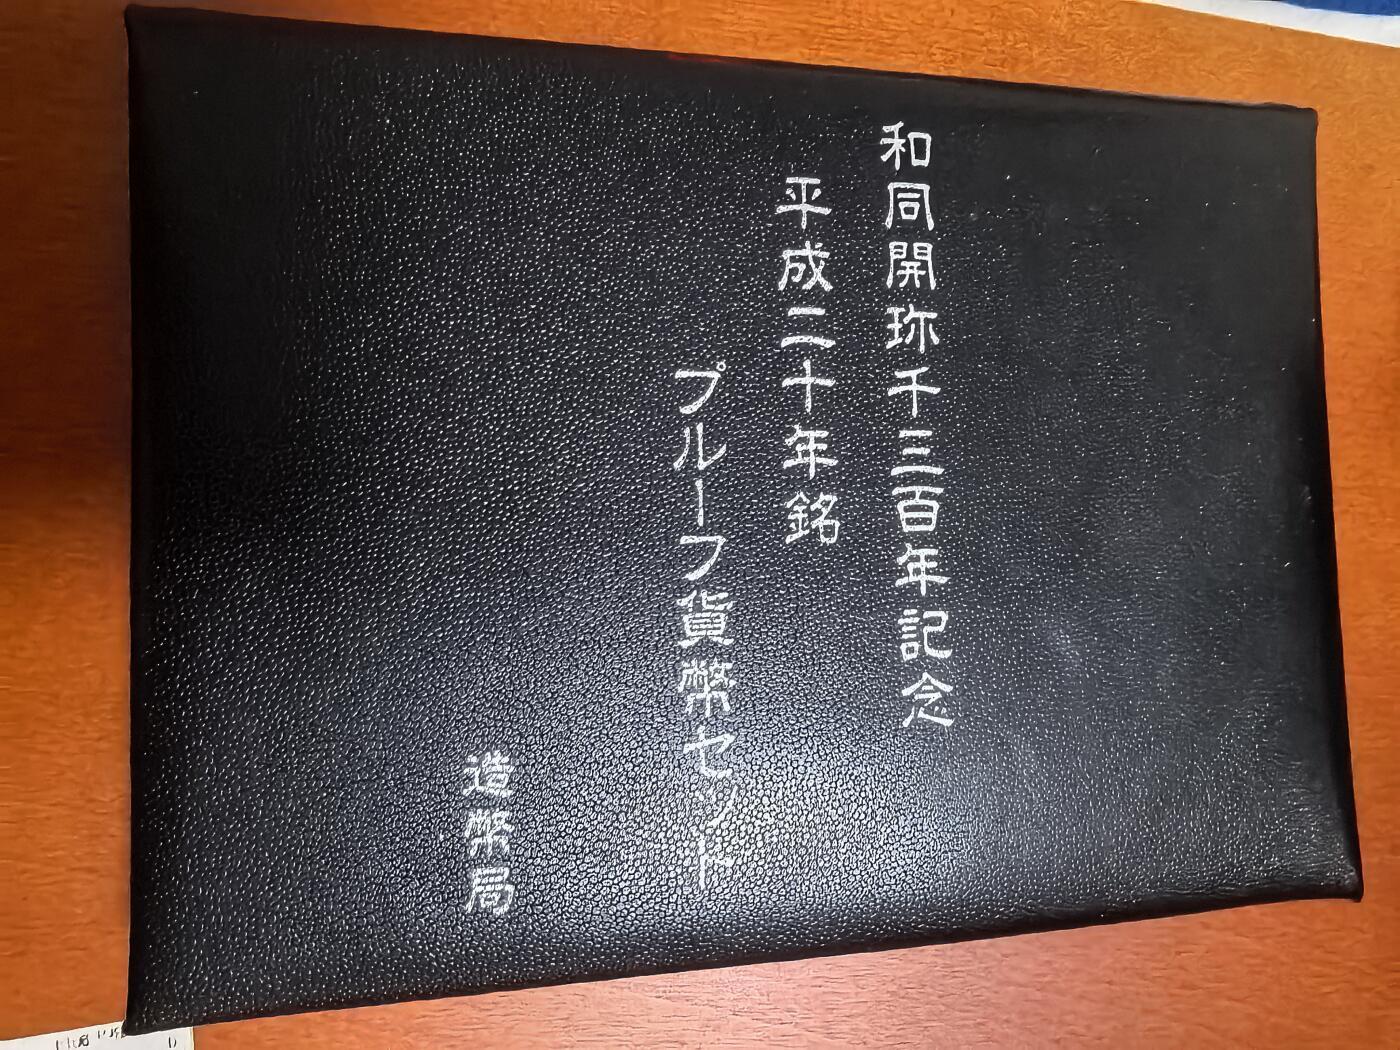 和同開珎千三百年記念
平成二十年銘
プルーフ貨幣セット
造幣局